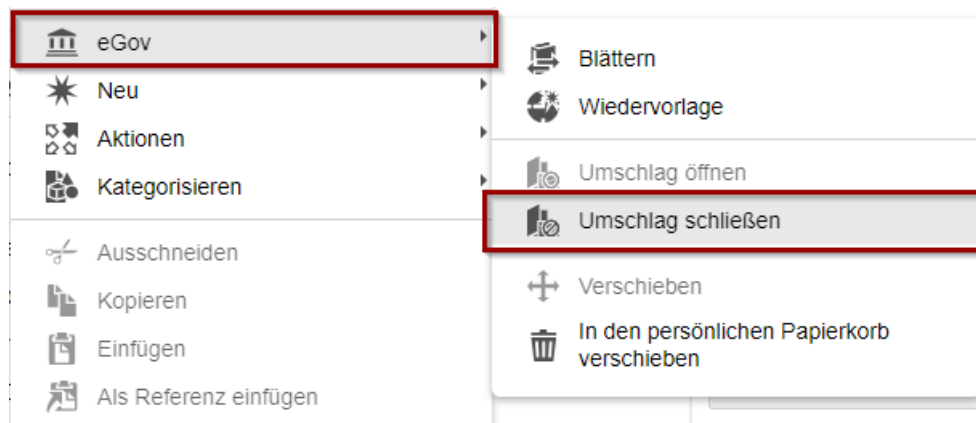 eGov
Neu
Aktionen
Kategorisieren
Ausschneiden
Kopieren
Einfügen
Als Referenz einfügen
Blättern
Wiedervorlage
Umschlag öffnen
Umschlag schließen
Verschieben
In den persönlichen Papierkorb
verschieben